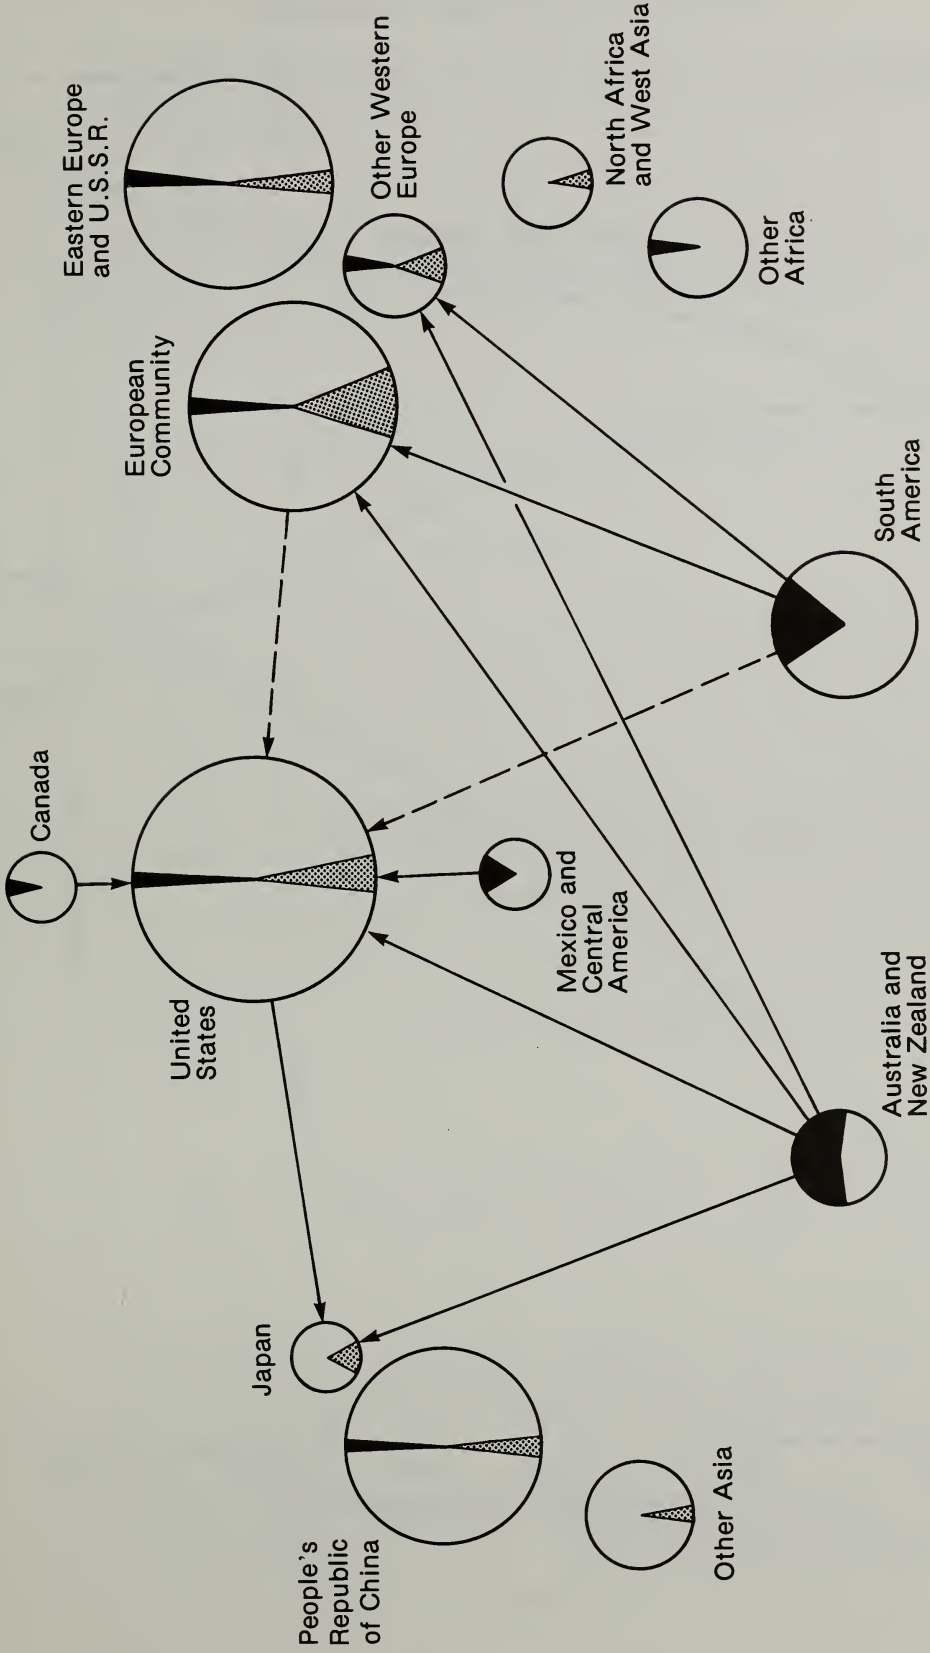 Canada
Eastern Europe
and U.S.S.R.
European
Community
Other Western
Europe
United
States
Japan
North Africa
and West Asia
People's
Republic
of China
Mexico and
Central
America
Other
Africa
Other Asia
South
America
Australia and
New Zealand